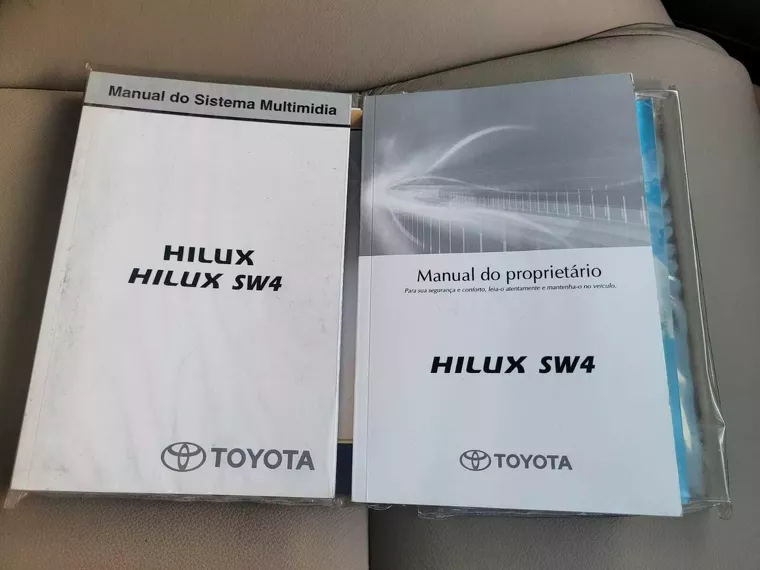 Manual do Sistema Multimidia
HILUX
HILUX SW4
TOYOTA
Manual do proprietário
Para sua segurança e conforto, leia-o atentamente e mantenha-o no veículo.
HILUX SW4
TOYOTA